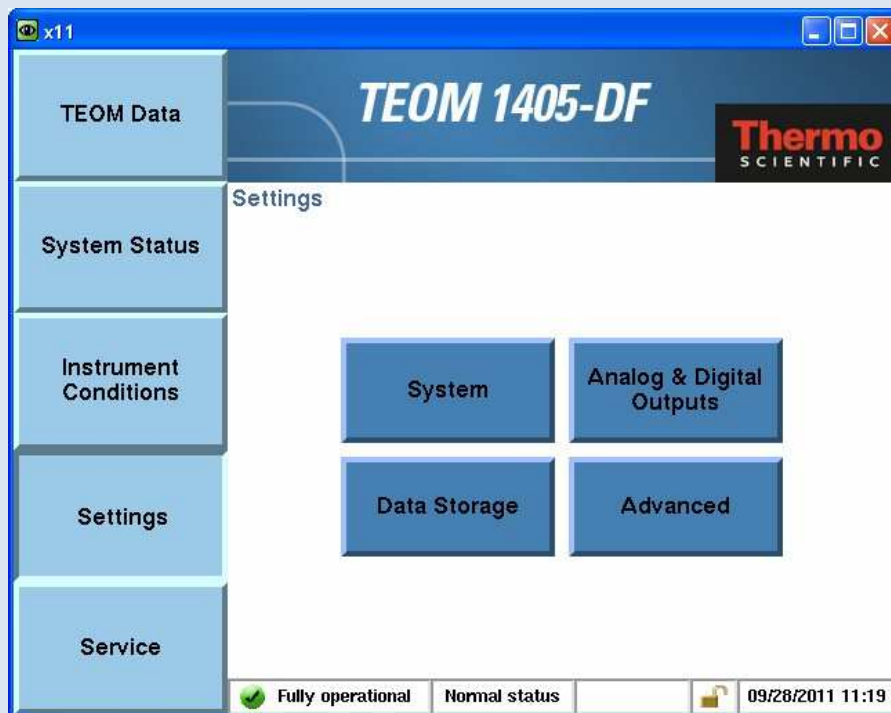 x11
TEOM Data
TEOM 1405-DF
Thermo
SCIENTIFIC
System Status
Settings
Instrument
Conditions
System
Analog & Digital
Outputs
Settings
Data Storage
Advanced
Service
Fully operational
Normal status
09/28/2011 11:19